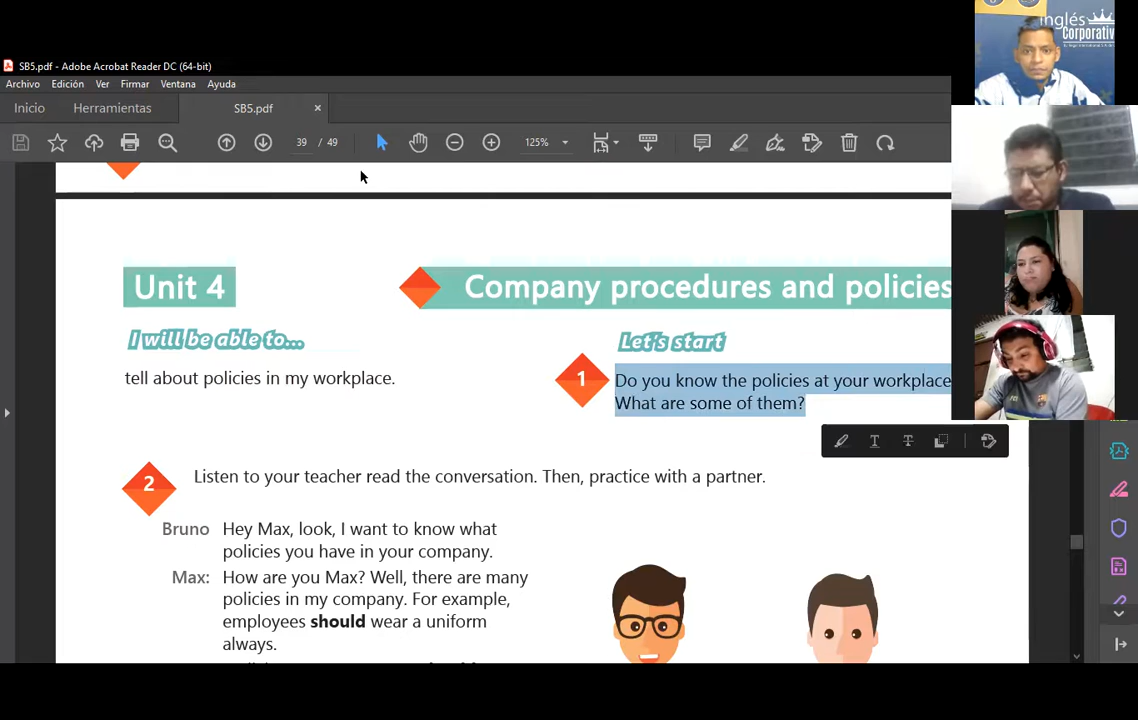 SB5.pdf - Adobe Acrobat Reader DC (64-bit)
Archivo Edición Ver Firmar Ventana Ayuda
Inicio Herramientas SB5.pdf ×
39 / 49 125%
inglés
Corporativ
Unit 4
Company procedures and policies
I will be able to...
tell about policies in my workplace.
Let's start
1
Do you know the policies at your workplace
What are some of them?
2
Listen to your teacher read the conversation. Then, practice with a partner.
Bruno Hey Max, look, I want to know what
policies you have in your company.
Max: How are you Max? Well, there are many
policies in my company. For example,
employees should wear a uniform
always.